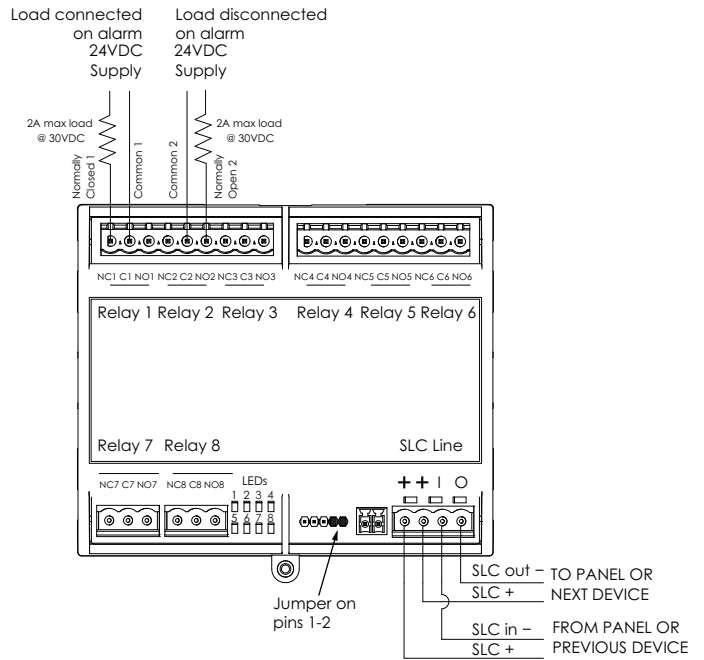 Load connected
on alarm
24VDC
Supply
Load disconnected
on alarm
24VDC
Supply
2A max load
@ 30VDC
2A max load
@ 30VDC
Normally
Closed 1
Common 1
Common 2
Normally
Open 2
NC1 C1 NO1 NC2 C2 NO2 NC3 C3 NO3
NC4 C4 NO4 NC5 C5 NO5 NC6 C6 NO6
Relay 1 Relay 2 Relay 3
Relay 4 Relay 5 Relay 6
Relay 7 Relay 8
SLC Line
NC7 C7 NO7 NC8 C8 NO8
LEDs
1 2 3 4
5 6 7 8
+ + I O
Jumper on
pins 1-2
SLC out –
SLC +
TO PANEL OR
NEXT DEVICE
SLC in –
SLC +
FROM PANEL OR
PREVIOUS DEVICE